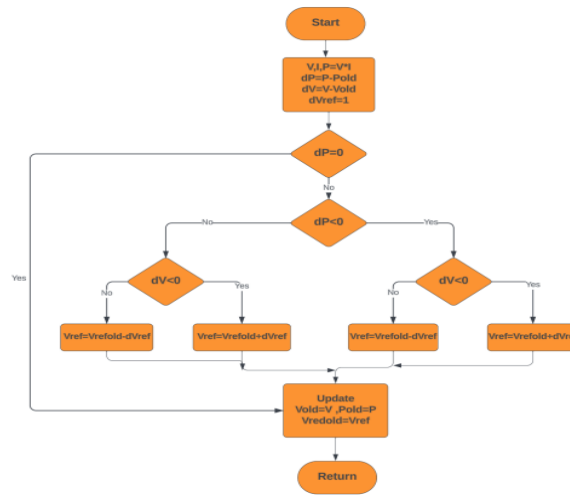 Start
V,I,P=V*I
dP=P-Pold
dV=V-Vold
dVref=1
dP=0
No
dP<0
No
Yes
Yes
dV<0
dV<0
No
Yes
No
Yes
Vref=Vrefold-dVref
Vref=Vrefold+dVref
Vref=Vrefold-dVref
Vref=Vrefold+dVref
Update
Vold=V ,Pold=P
Vredold=Vref
Return